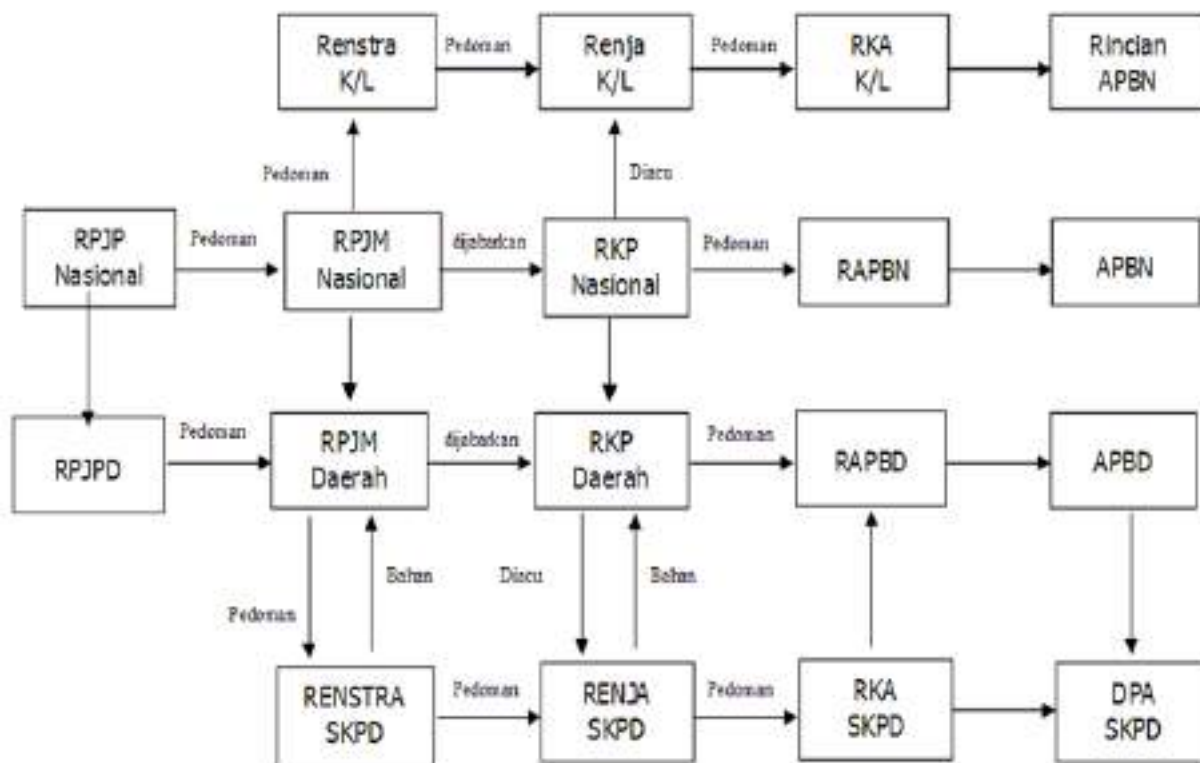 Renstra
K/L
Pedoman
Renja
K/L
Pedoman
RKA
K/L
Rincian
APBN
Pedoman
Diacu
RPJP
Nasional
Pedoman
RPJM
Nasional
dijabarkan
RKP
Nasional
Pedoman
RAPBN
APBN
RPJPD
Pedoman
RPJM
Daerah
dijabarkan
RKP
Daerah
Pedoman
RAPBD
APBD
Pedoman
Bahan
Diacu
Bahan
RENSTRA
SKPD
Pedoman
RENJA
SKPD
Pedoman
RKA
SKPD
DPA
SKPD